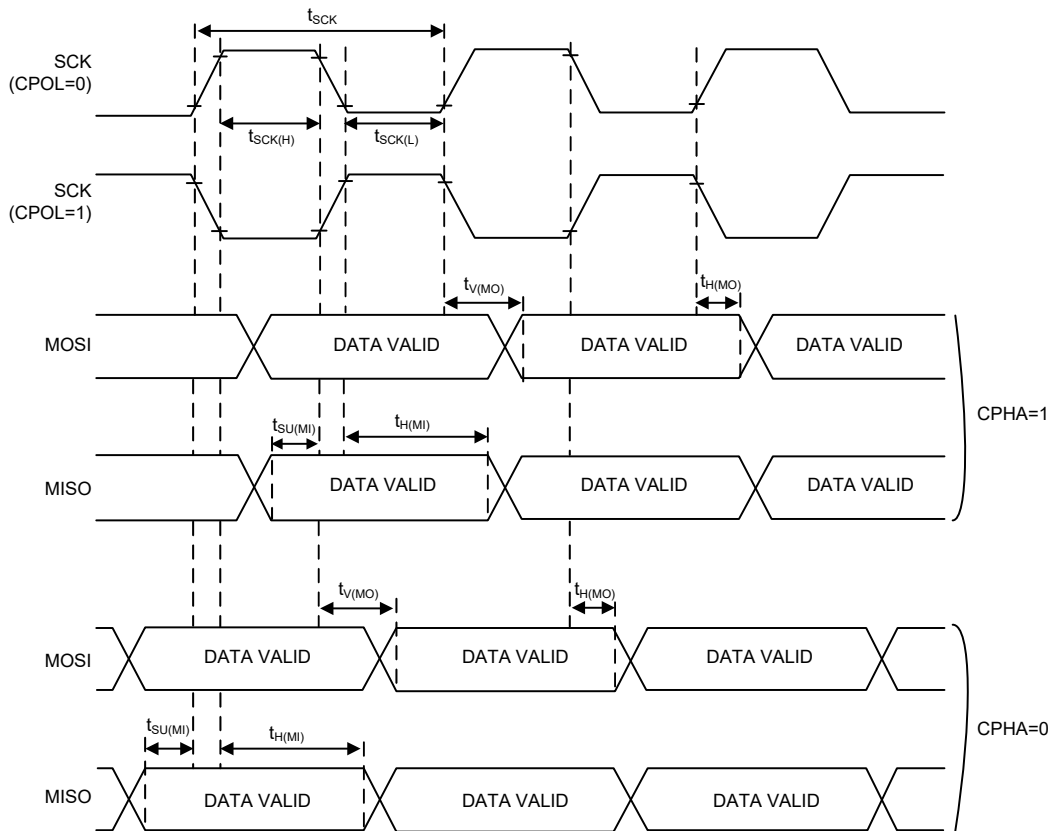 tSCK
SCK
(CPOL=0)
tSCK(H)
tSCK(L)
SCK
(CPOL=1)
tV(MO)
tH(MO)
MOSI
DATA VALID
DATA VALID
DATA VALID
CPHA=1
tSU(MI)
tH(MI)
MISO
DATA VALID
DATA VALID
DATA VALID
tV(MO)
tH(MO)
MOSI
DATA VALID
DATA VALID
DATA VALID
CPHA=0
tSU(MI)
tH(MI)
MISO
DATA VALID
DATA VALID
DATA VALID